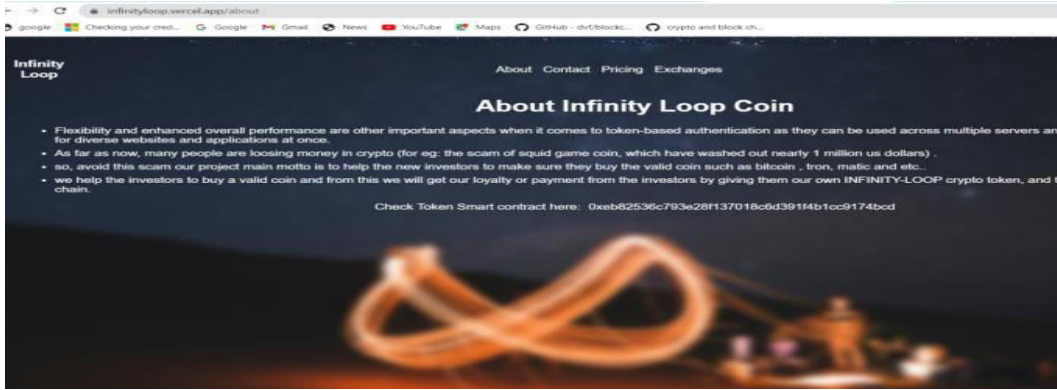 infinityloop.vercel.app/about
google Checking your cred... Google Gmail News YouTube Maps GitHub - dvf/blockc... crypto and block ch...
Infinity
Loop
About Contact Pricing Exchanges
About Infinity Loop Coin
• Flexibility and enhanced overall performance are other important aspects when it comes to token-based authentication as they can be used across multiple servers an
for diverse websites and applications at once.
• As far as now, many people are loosing money in crypto (for eg: the scam of squid game coin, which have washed out nearly 1 million us dollars) .
• so, avoid this scam our project main motto is to help the new investors to make sure they buy the valid coin such as bitcoin , tron, matic and etc..
• we help the investors to buy a valid coin and from this we will get our loyalty or payment from the investors by giving them our own INFINITY-LOOP crypto token, and
chain.
Check Token Smart contract here: 0xeb82536c793e28f137018c6d391f4b1cc9174bcd